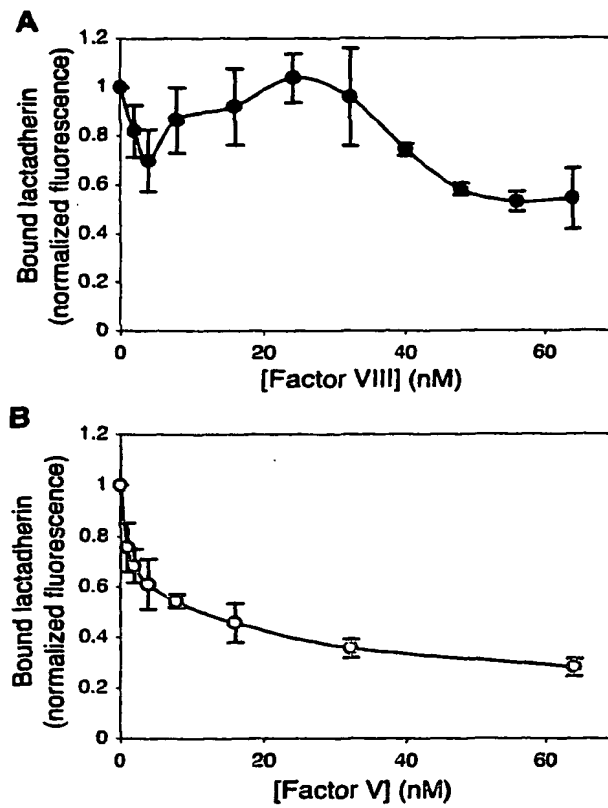 A
Bound lactadherin
(normalized fluorescence)
1.2
1
0.8
0.6
0.4
0.2
0
0 20 40 60
[Factor VIII] (nM)
B
Bound lactadherin
(normalized fluorescence)
1.2
1
0.8
0.6
0.4
0.2
0
0 20 40 60
[Factor V] (nM)